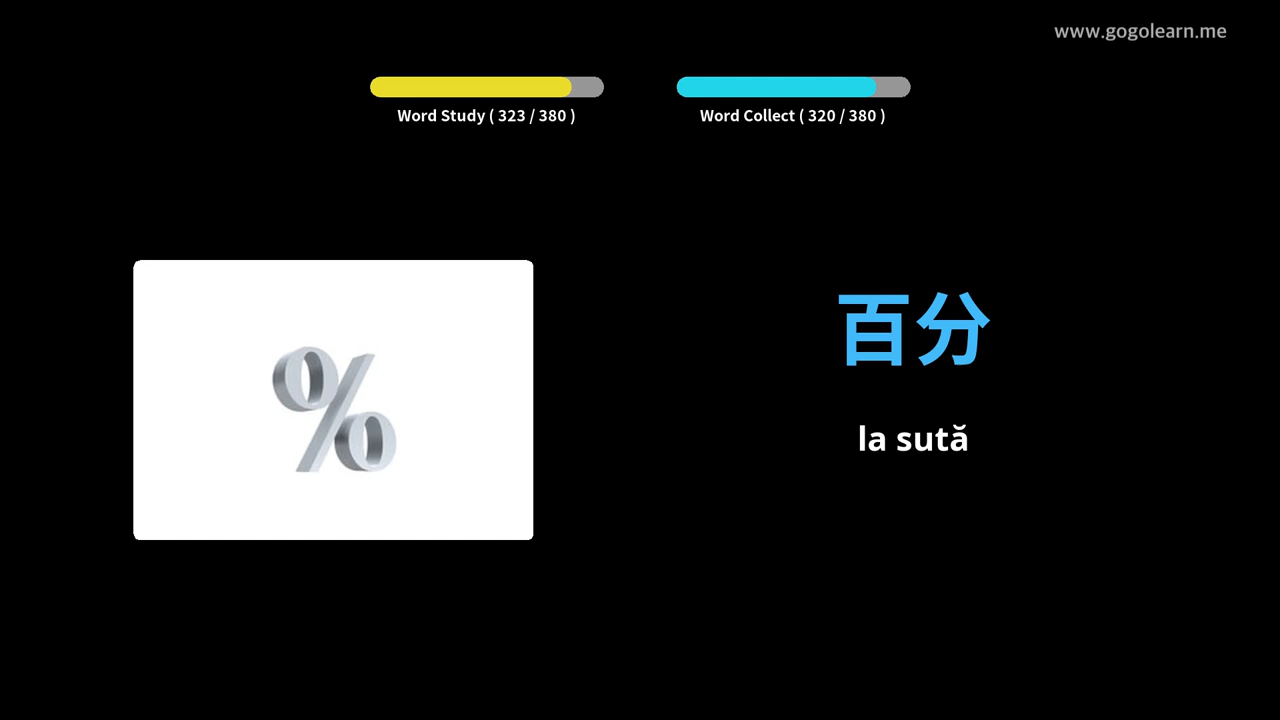 www.gogolearn.me
Word Study ( 323 / 380 )
Word Collect ( 320 / 380 )
%
百分
la sută